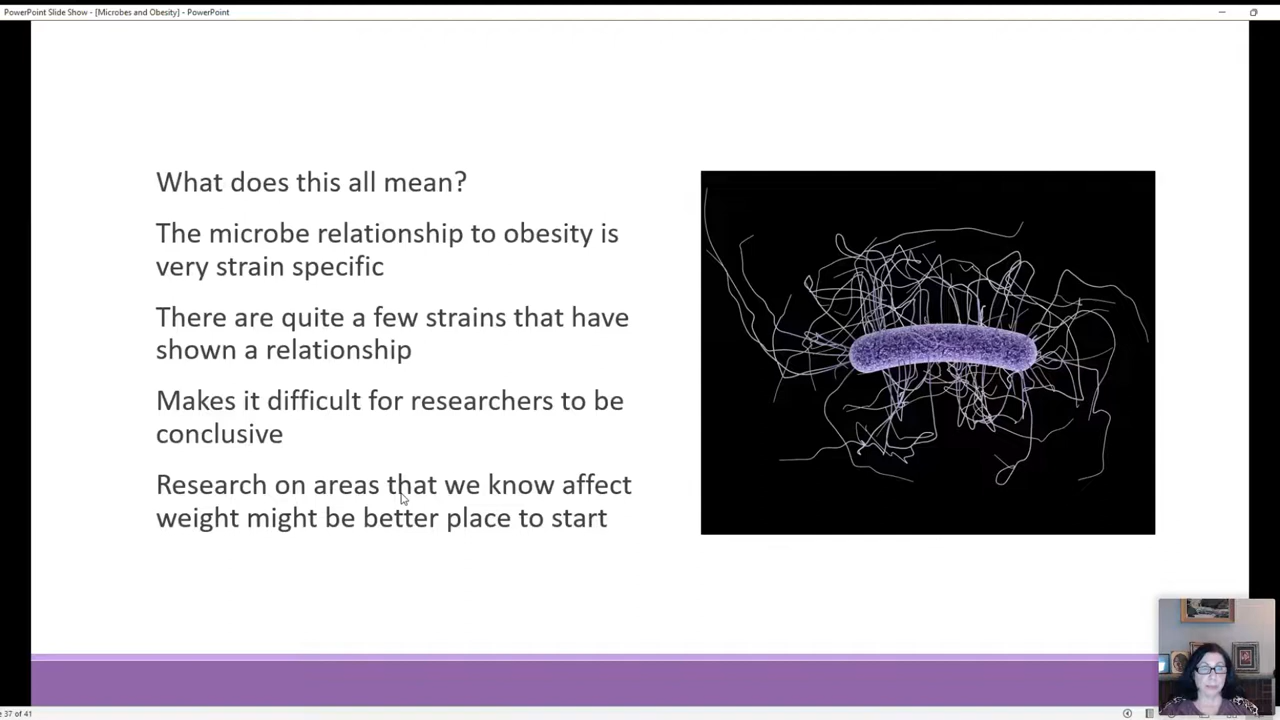 PowerPoint Slide Show - [Microbes and Obesity] - PowerPoint
What does this all mean?
The microbe relationship to obesity is
very strain specific
There are quite a few strains that have
shown a relationship
Makes it difficult for researchers to be
conclusive
Research on areas that we know affect
weight might be better place to start
37 of 41